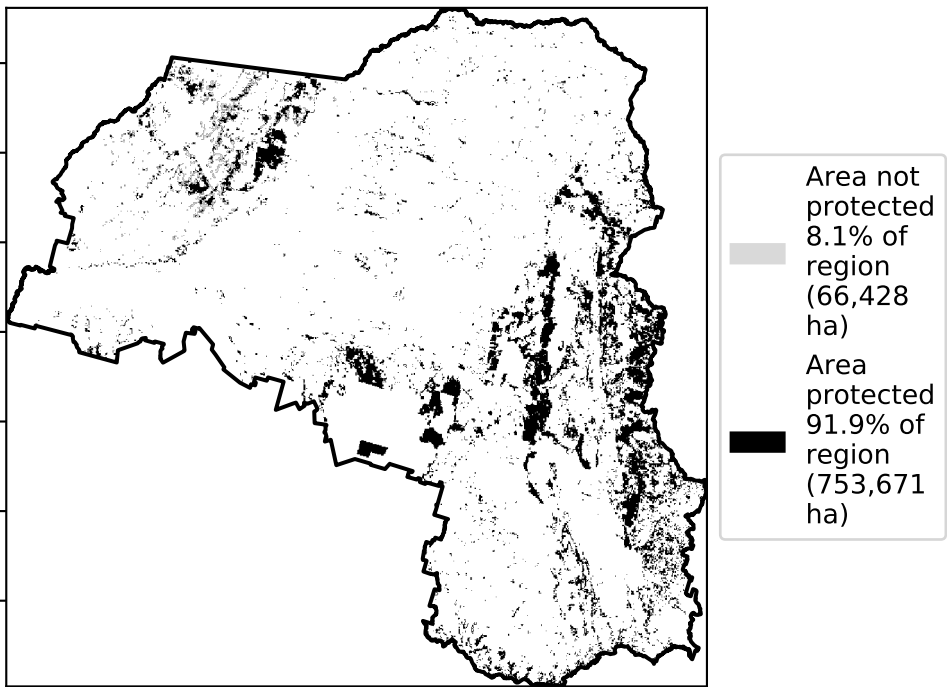 Area not
protected
8.1% of
region
(66,428
ha)
Area
protected
91.9% of
region
(753,671
ha)